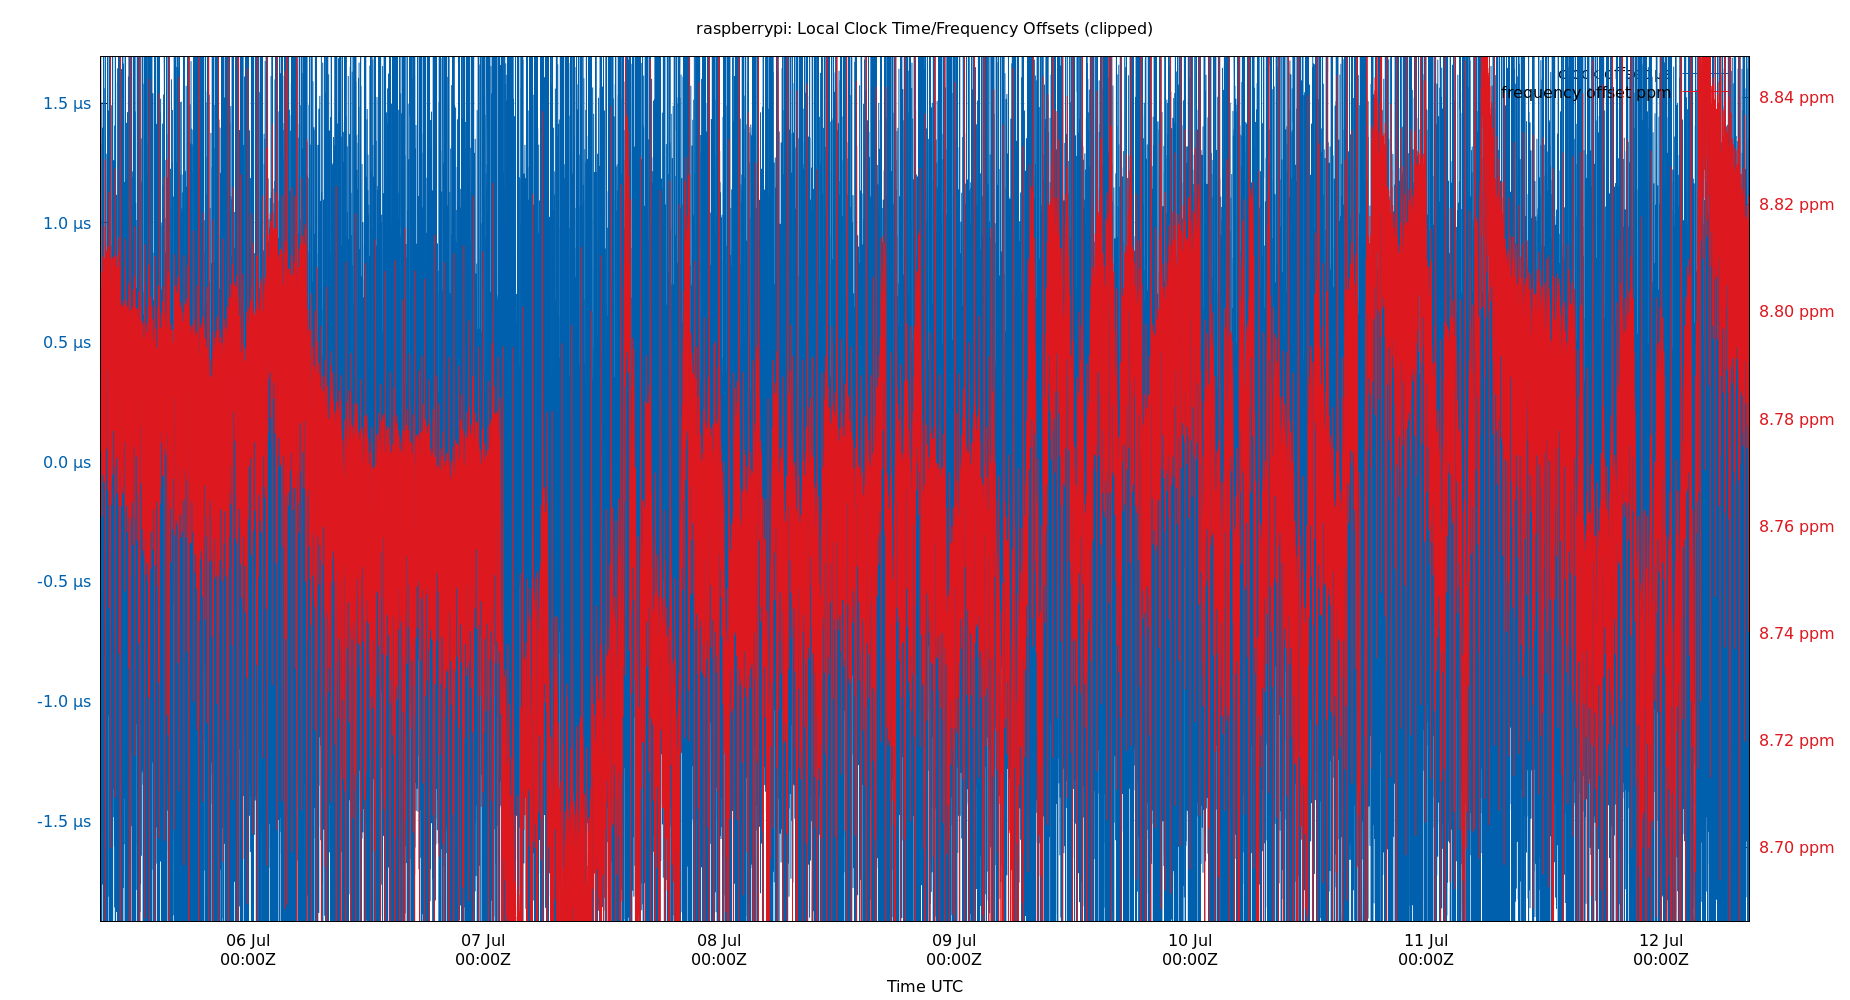 raspberrypi: Local Clock Time/Frequency Offsets (clipped)
clock offset µs
frequency offset ppm
1.5 µs
1.0 µs
0.5 µs
0.0 µs
-0.5 µs
-1.0 µs
-1.5 µs
8.84 ppm
8.82 ppm
8.80 ppm
8.78 ppm
8.76 ppm
8.74 ppm
8.72 ppm
8.70 ppm
06 Jul 07 Jul 08 Jul 09 Jul 10 Jul 11 Jul 12 Jul
00:00Z 00:00Z 00:00Z 00:00Z 00:00Z 00:00Z 00:00Z
Time UTC